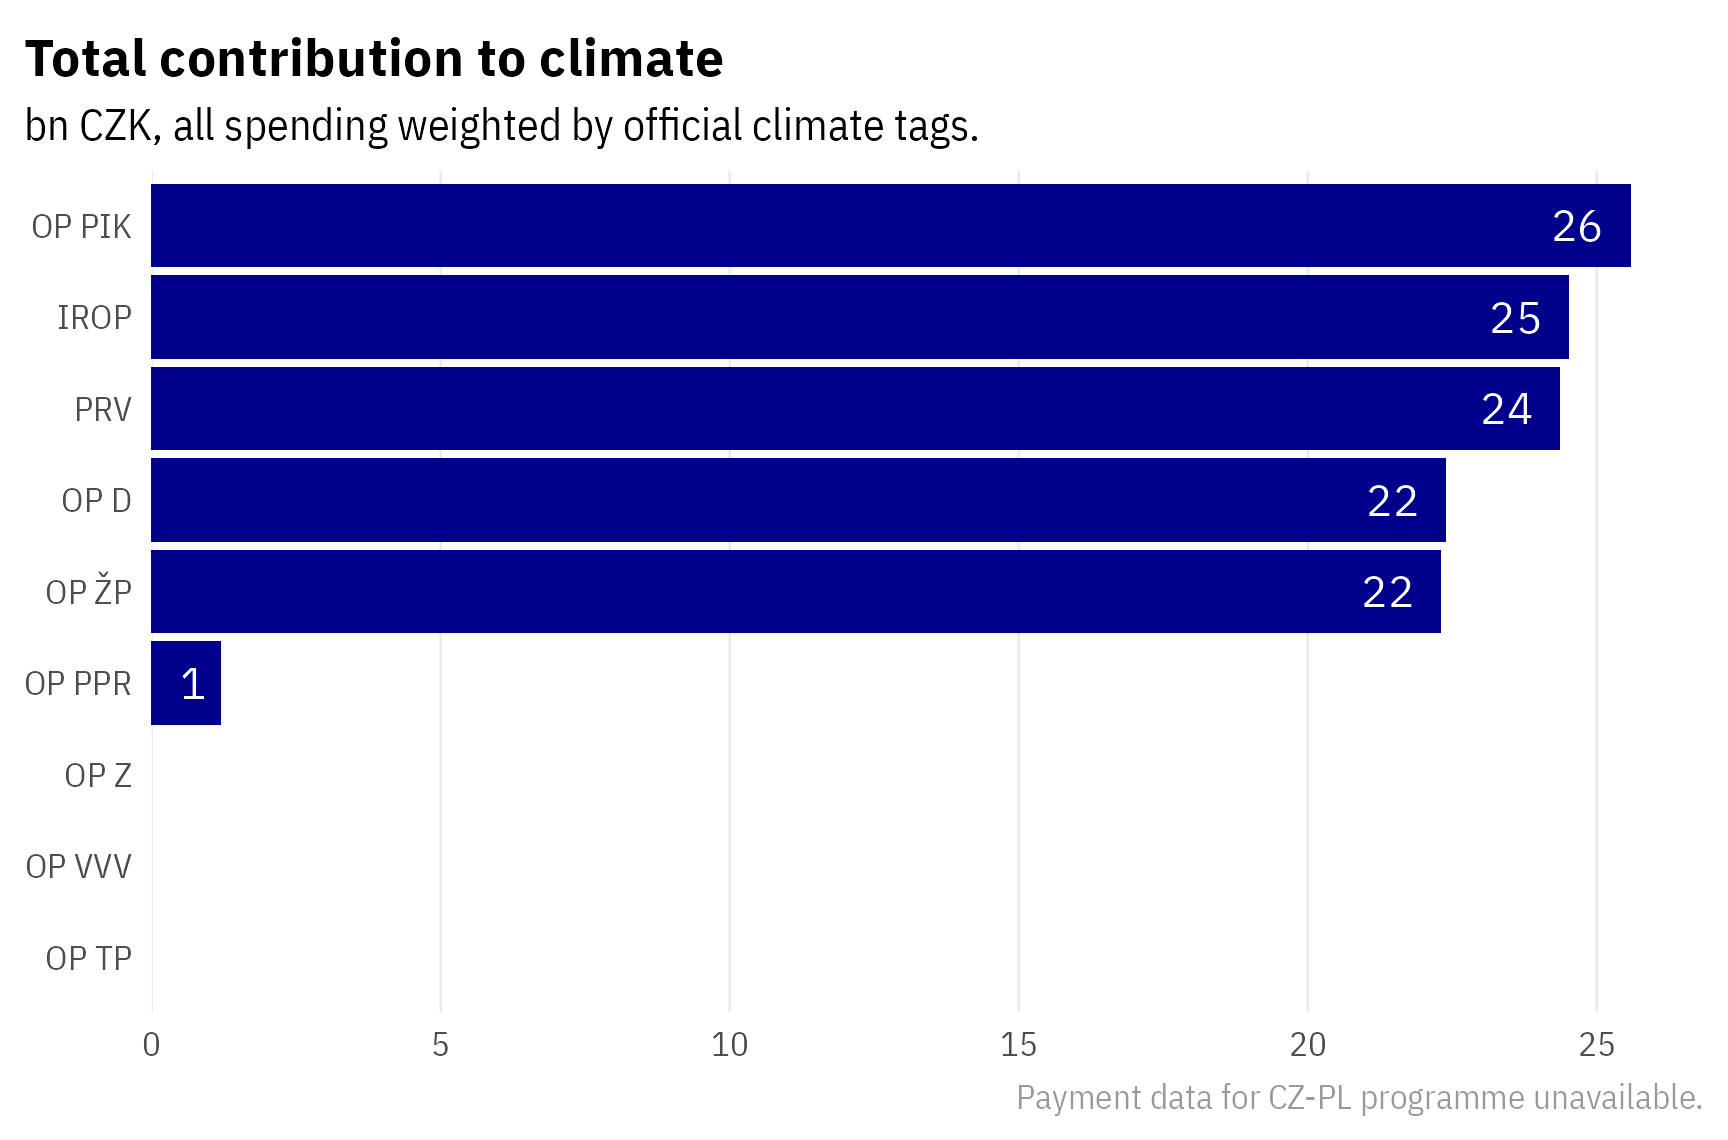 Total contribution to climate
bn CZK, all spending weighted by official climate tags.
OP PIK 26
IROP 25
PRV 24
OP D 22
OP ŽP 22
OP PPR 1
OP Z
OP VVV
OP TP
0 5 10 15 20 25
Payment data for CZ-PL programme unavailable.